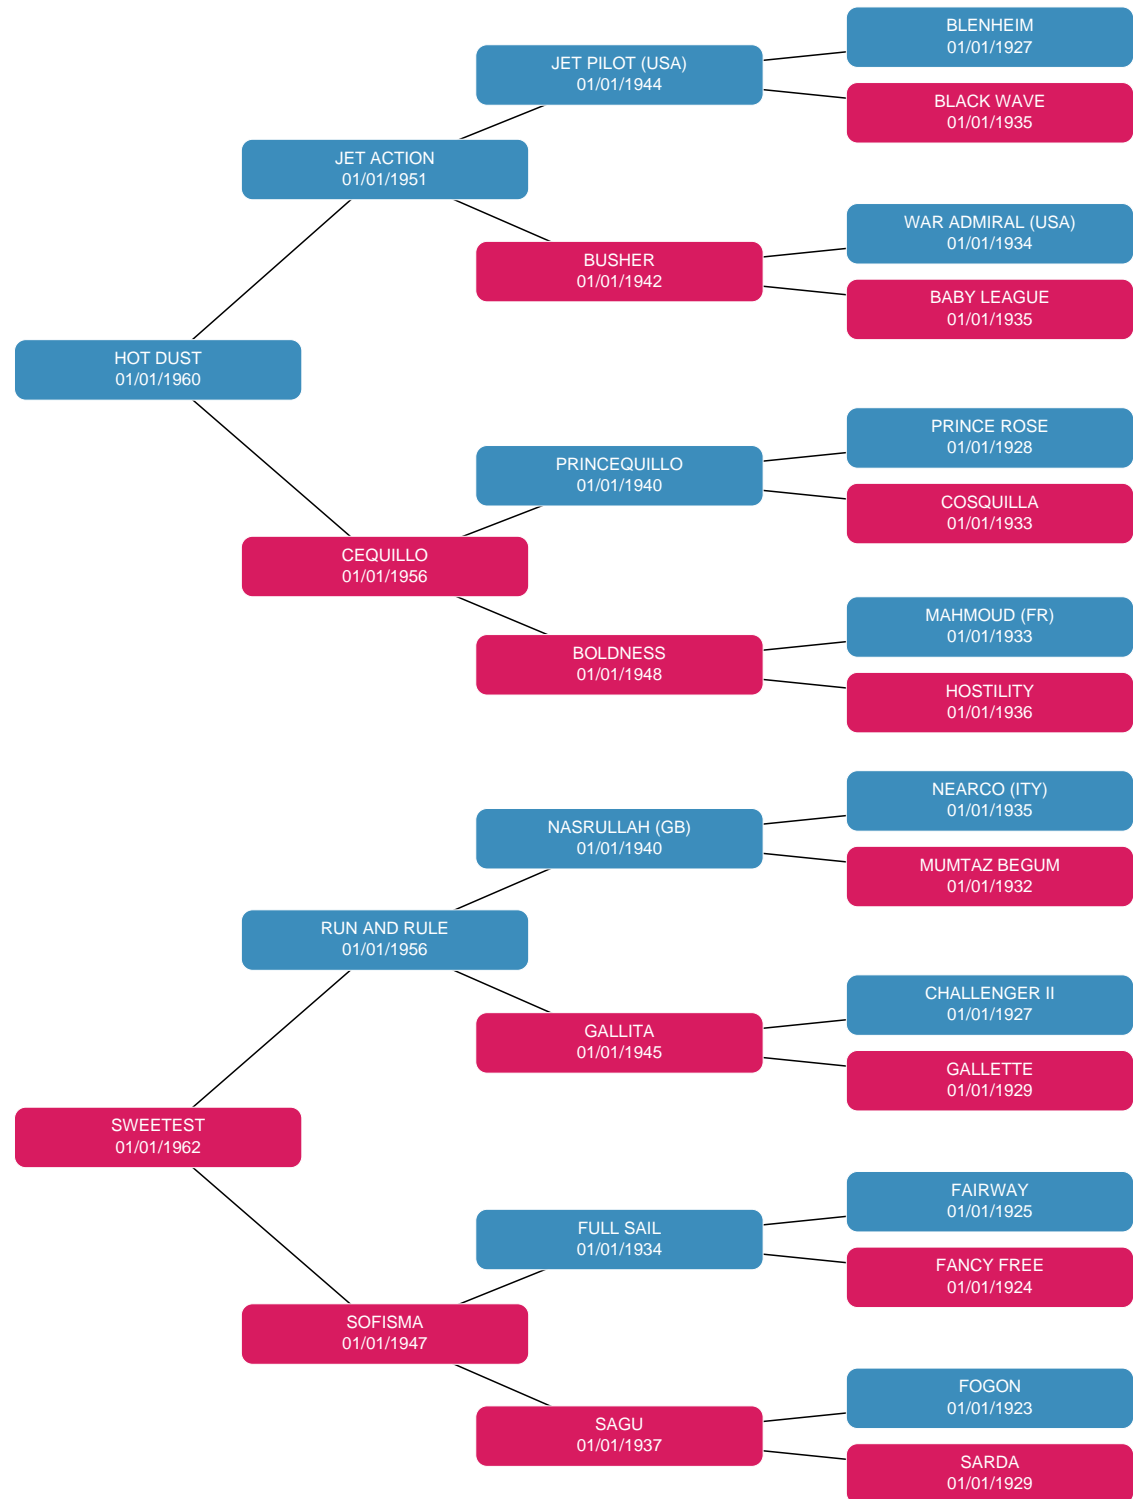 BLENHEIM
01/01/1927
JET PILOT (USA)
01/01/1944
BLACK WAVE
01/01/1935
JET ACTION
01/01/1951
WAR ADMIRAL (USA)
01/01/1934
BUSHER
01/01/1942
BABY LEAGUE
01/01/1935
HOT DUST
01/01/1960
PRINCE ROSE
01/01/1928
PRINCEQUILLO
01/01/1940
COSQUILLA
01/01/1933
CEQUILLO
01/01/1956
MAHMOUD (FR)
01/01/1933
BOLDNESS
01/01/1948
HOSTILITY
01/01/1936
NEARCO (ITY)
01/01/1935
NASRULLAH (GB)
01/01/1940
MUMTAZ BEGUM
01/01/1932
RUN AND RULE
01/01/1956
CHALLENGER II
01/01/1927
GALLITA
01/01/1945
GALLETTE
01/01/1929
SWEETEST
01/01/1962
FAIRWAY
01/01/1925
FULL SAIL
01/01/1934
FANCY FREE
01/01/1924
SOFISMA
01/01/1947
FOGON
01/01/1923
SAGU
01/01/1937
SARDA
01/01/1929